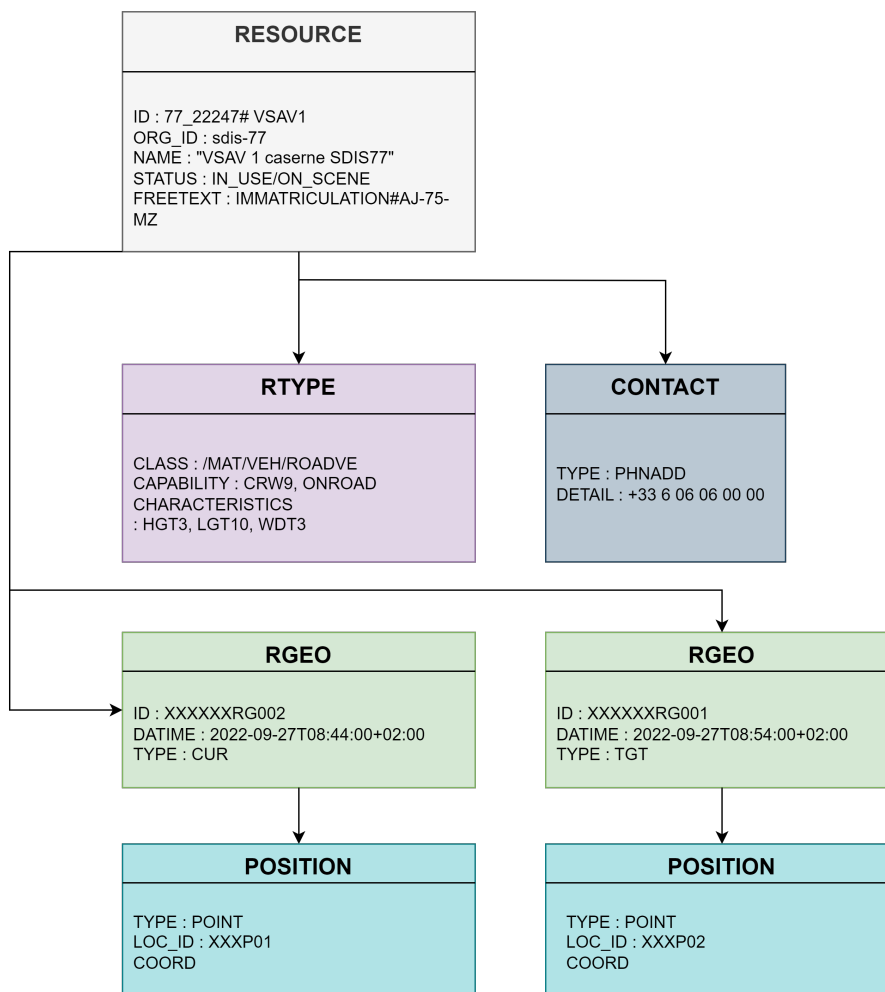 RESOURCE
ID : 77_22247# VSAV1
ORG_ID : sdis-77
NAME : "VSAV 1 caserne SDIS77"
STATUS : IN_USE/ON_SCENE
FREETEXT : IMMATRICULATION#AJ-75-
MZ
RTYPE
CLASS : /MAT/VEH/ROADVE
CAPABILITY : CRW9, ONROAD
CHARACTERISTICS
: HGT3, LGT10, WDT3
CONTACT
TYPE : PHNADD
DETAIL : +33 6 06 06 00 00
RGEO
ID : XXXXXXRG002
DATIME : 2022-09-27T08:44:00+02:00
TYPE : CUR
RGEO
ID : XXXXXXRG001
DATIME : 2022-09-27T08:54:00+02:00
TYPE : TGT
POSITION
TYPE : POINT
LOC_ID : XXXP01
COORD
POSITION
TYPE : POINT
LOC_ID : XXXP02
COORD